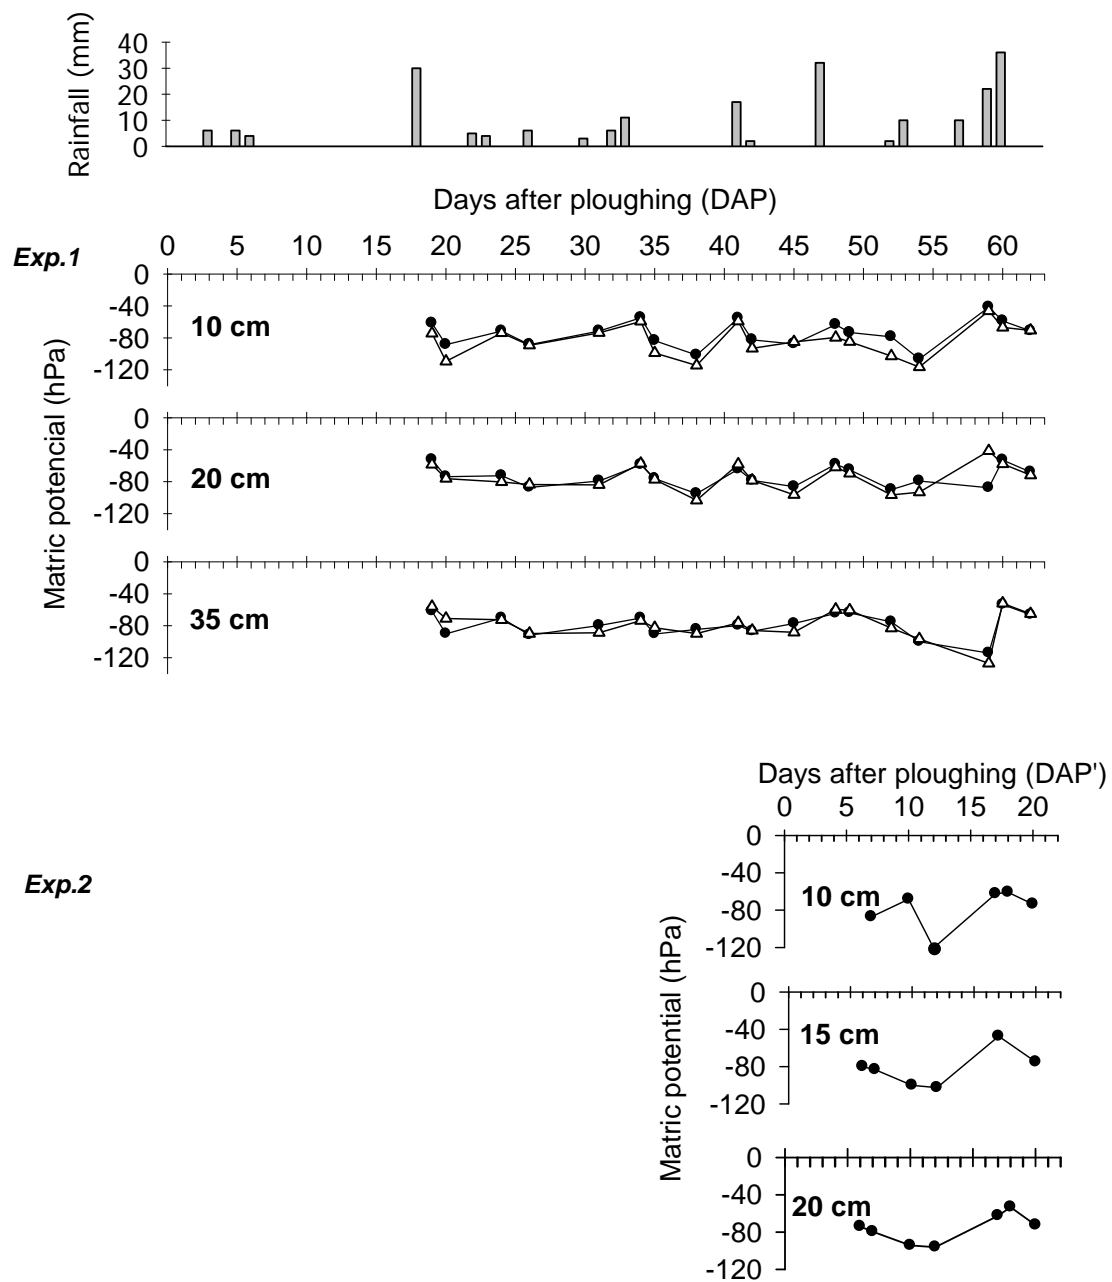 Rainfall (mm)
40
30
20
10
0
Days after ploughing (DAP)
0 5 10 15 20 25 30 35 40 45 50 55 60
Exp.1
Matric potencial (hPa)
0
-40
-80
-120
10 cm
0
-40
-80
-120
20 cm
0
-40
-80
-120
35 cm
Days after ploughing (DAP')
0 5 10 15 20
Exp.2
Matric potential (hPa)
0
-40
-80
-120
10 cm
0
-40
-80
-120
15 cm
0
-40
-80
-120
20 cm